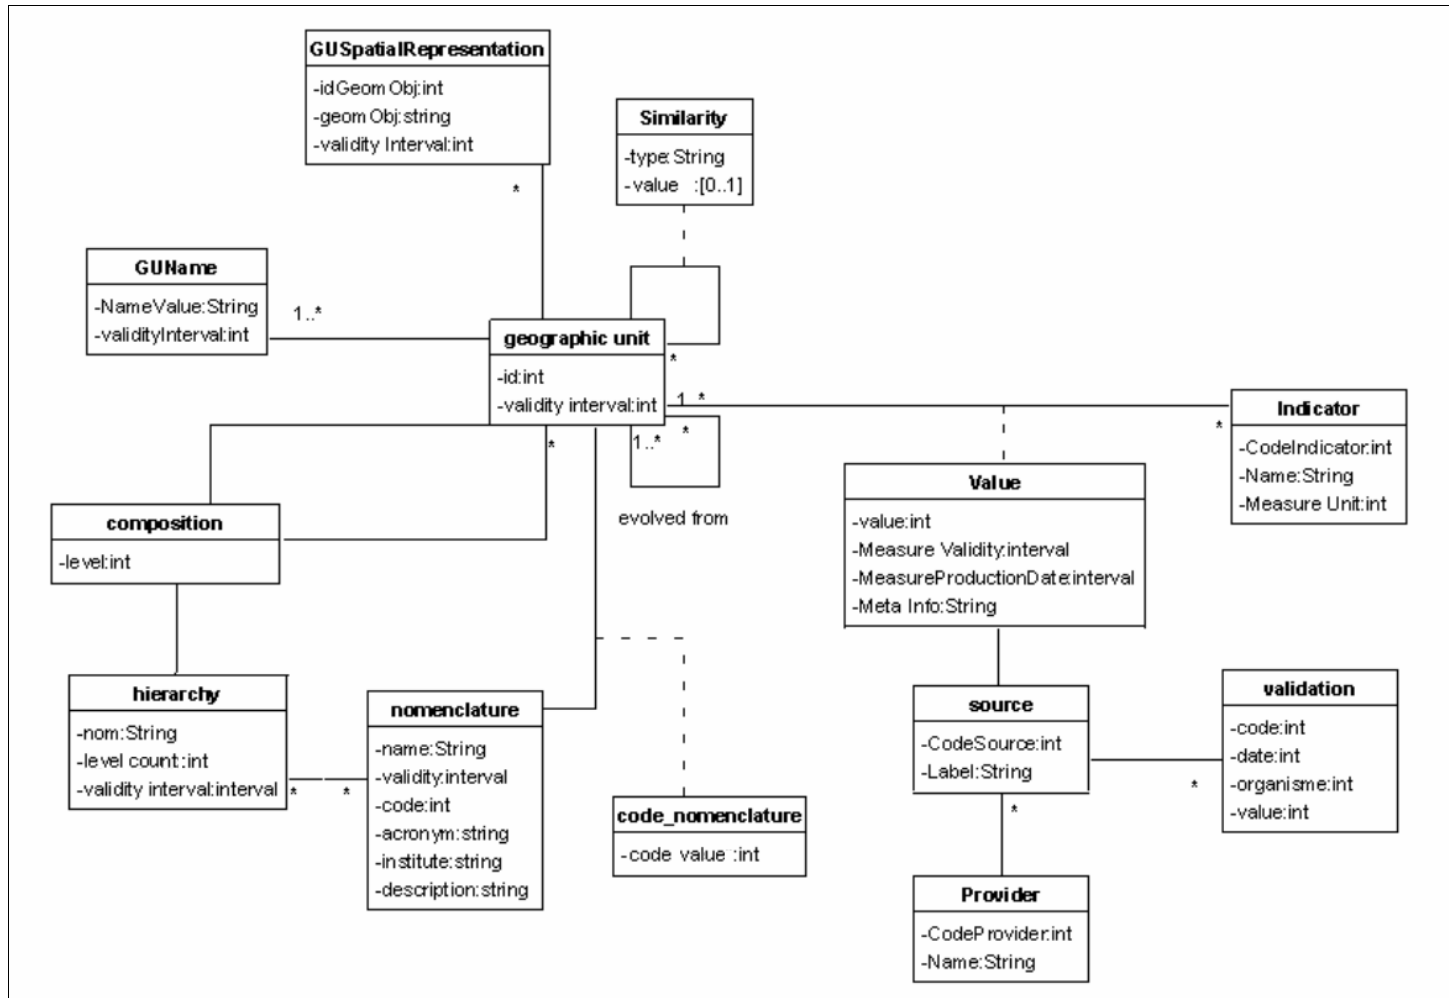 GUSpatialRepresentation
-idGeom Obj:int
-geom Obj:string
-validity Interval:int
*
Similarity
-type:String
-value :[0..1]
GUName
-NameValue:String
-validityInterval:int
1..*
geographic unit
-id:int
-validity interval:int
*
1..*
*
1..*
*
evolved from
*
Indicator
-CodeIndicator:int
-Name:String
-Measure Unit:int
Value
-value:int
-Measure Validity:interval
-MeasureProductionDate:interval
-Meta Info:String
composition
-level:int
hierarchy
-nom:String
-level count::int
-validity interval:interval
*
*
nomenclature
-name:String
-validity:interval
-code:int
-acronym:string
-institute:string
-description:string
code_nomenclature
-code value :int
source
-CodeSource:int
-Label:String
*
*
validation
-code:int
-date:int
-organisme:int
-value:int
Provider
-CodeProvider:int
-Name:String